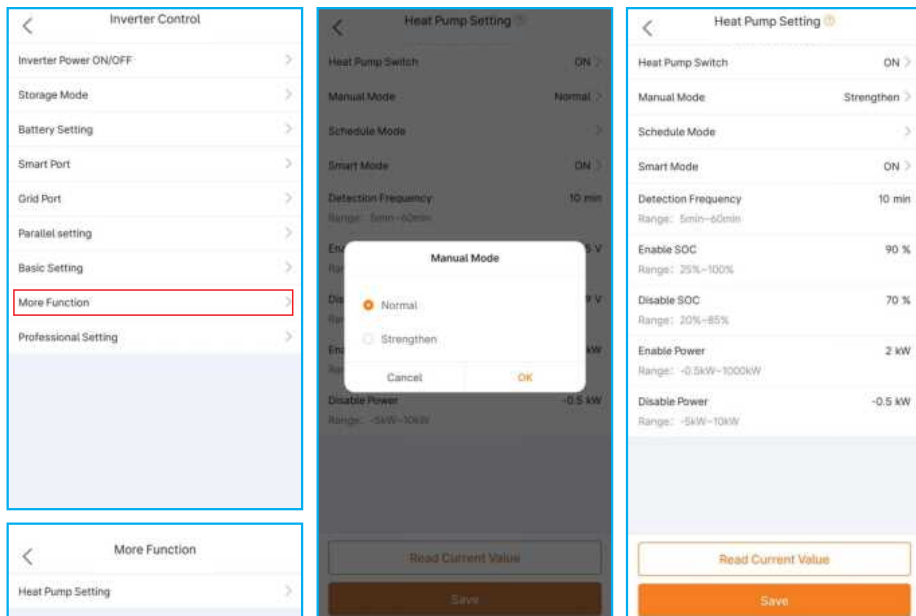 Inverter Control
Inverter Power ON/OFF
Storage Mode
Battery Setting
Smart Port
Grid Port
Parallel setting
Basic Setting
More Function
Professional Setting
More Function
Heat Pump Setting
Heat Pump Setting
Heat Pump Switch ON
Manual Mode Normal
Schedule Mode
Smart Mode ON
Detection Frequency 10 min
Range: 5min~60min
Manual Mode
Normal
Strengthen
Cancel OK
Disable Power -0.5 kW
Range: -5kW~10kW
Read Current Value
Save
Heat Pump Setting
Heat Pump Switch ON
Manual Mode Strengthen
Schedule Mode
Smart Mode ON
Detection Frequency 10 min
Range: 5min~60min
Enable SOC 90 %
Range: 25%~100%
Disable SOC 70 %
Range: 20%~85%
Enable Power 2 kW
Range: -0.5kW~1000kW
Disable Power -0.5 kW
Range: -5kW~10kW
Read Current Value
Save